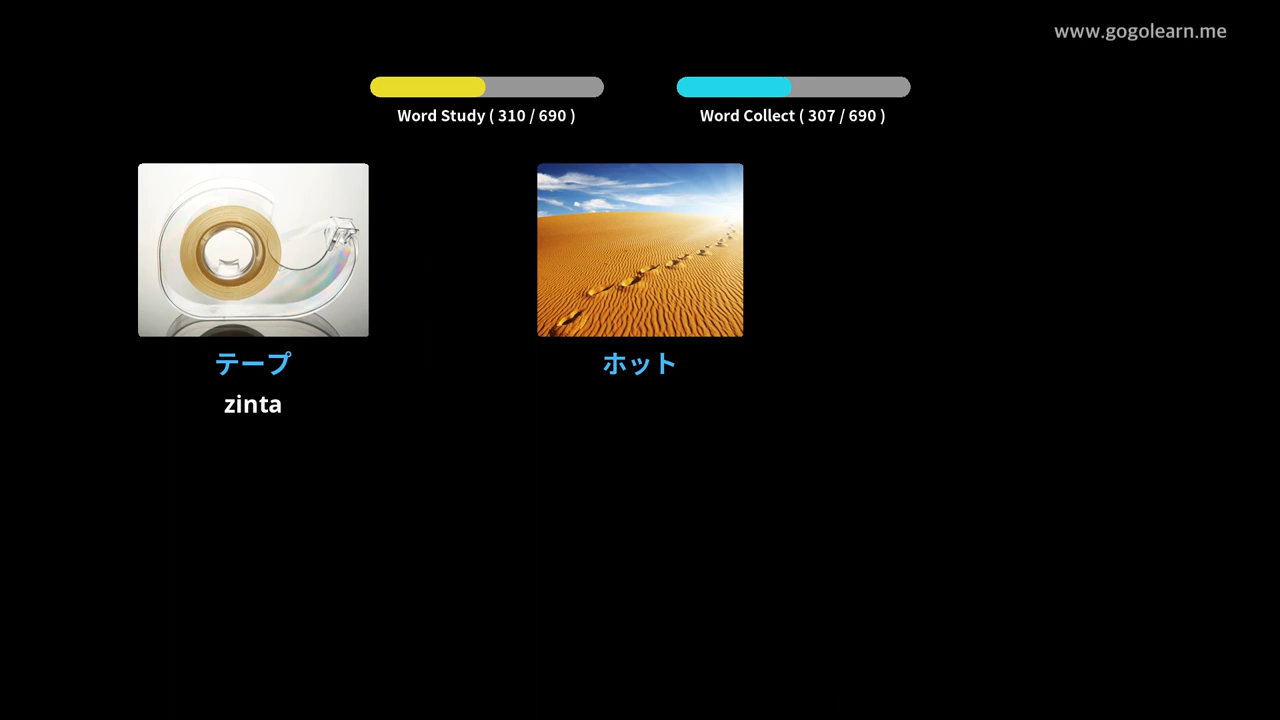 www.gogolearn.me
Word Study ( 310 / 690 )
Word Collect ( 307 / 690 )
テープ
ホット
zinta